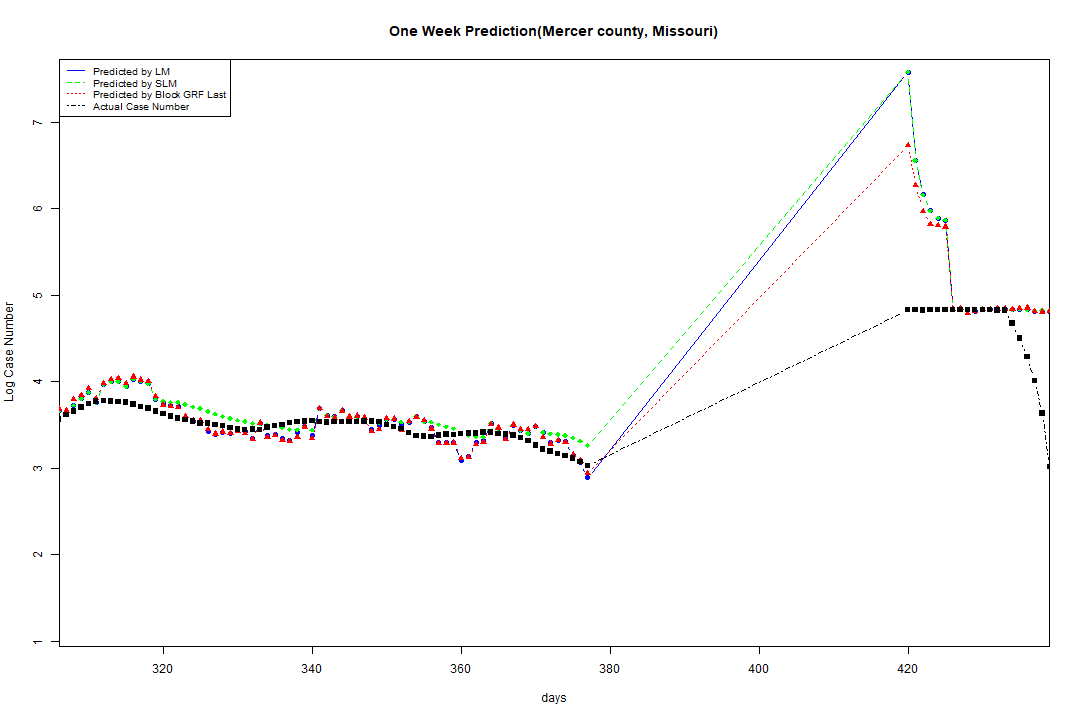 One Week Prediction(Mercer county, Missouri)
Predicted by LM
Predicted by SLM
Predicted by Block GRF Last
Actual Case Number
Log Case Number
7
6
5
4
3
2
1
320 340 360 380 400 420
days